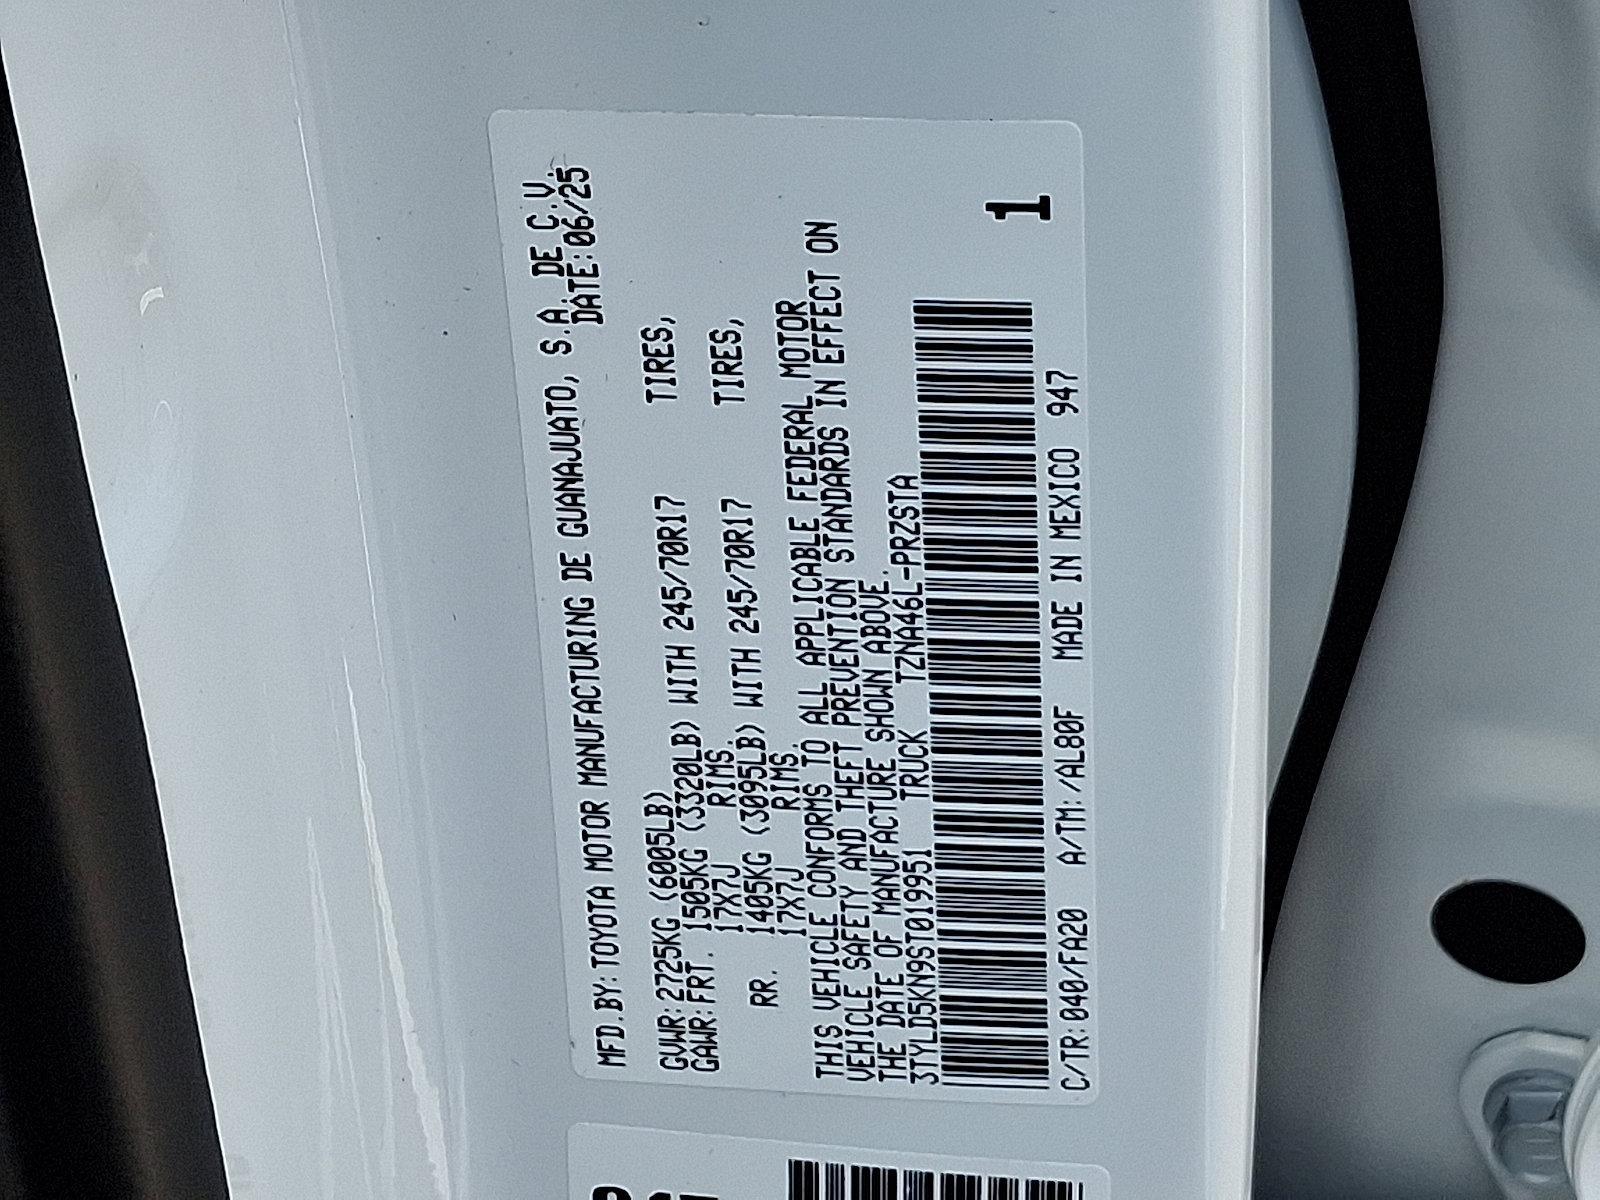 MFD.BY:TOYOTA MOTOR MANUFACTURING DE GUANAJUATO, S.A. DE C.V.
DATE:06/25
GVWR:2725KG (6005LB)
GAWR:FRT. 1505KG (3320LB) WITH 245/70R17 TIRES,
17X7J RIMS.
RR. 1405KG (3095LB) WITH 245/70R17 TIRES,
17X7J RIMS.
THIS VEHICLE CONFORMS TO ALL APPLICABLE FEDERAL MOTOR
VEHICLE SAFETY AND THEFT PREVENTION STANDARDS IN EFFECT ON
THE DATE OF MANUFACTURE SHOWN ABOVE.
3TYLD5KN9ST019951 TRUCK TZNA46L-PRZSTA
1
C/TR:040/FA20 A/TM:/AL80F MADE IN MEXICO 947